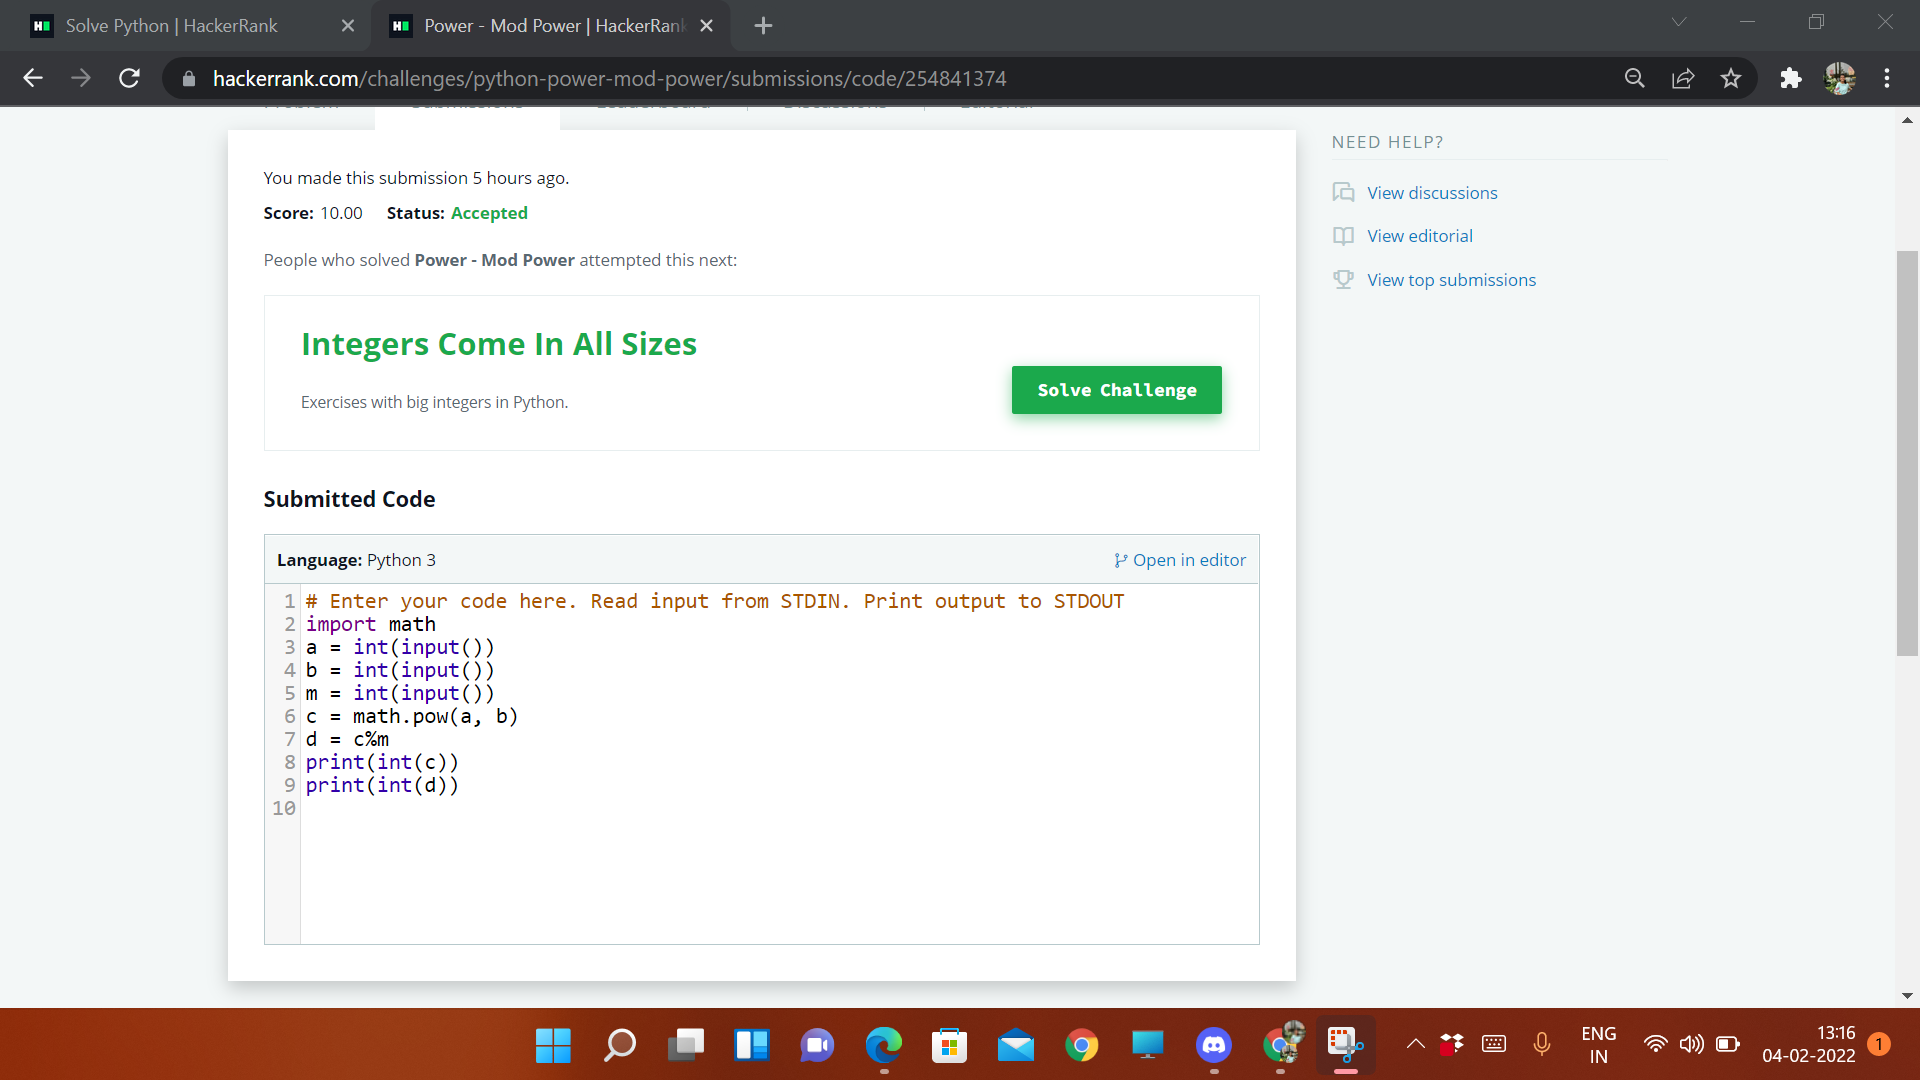 Solve Python | HackerRank
Power - Mod Power | HackerRank
hackerrank.com/challenges/python-power-mod-power/submissions/code/254841374
You made this submission 5 hours ago.
Score: 10.00 Status: Accepted
People who solved Power - Mod Power attempted this next:
Integers Come In All Sizes
Exercises with big integers in Python.
Solve Challenge
Submitted Code
Language: Python 3
Open in editor
1 # Enter your code here. Read input from STDIN. Print output to STDOUT
2 import math
3 a = int(input())
4 b = int(input())
5 m = int(input())
6 c = math.pow(a, b)
7 d = c%m
8 print(int(c))
9 print(int(d))
10
NEED HELP?
View discussions
View editorial
View top submissions
ENG
IN
13:16
04-02-2022
1